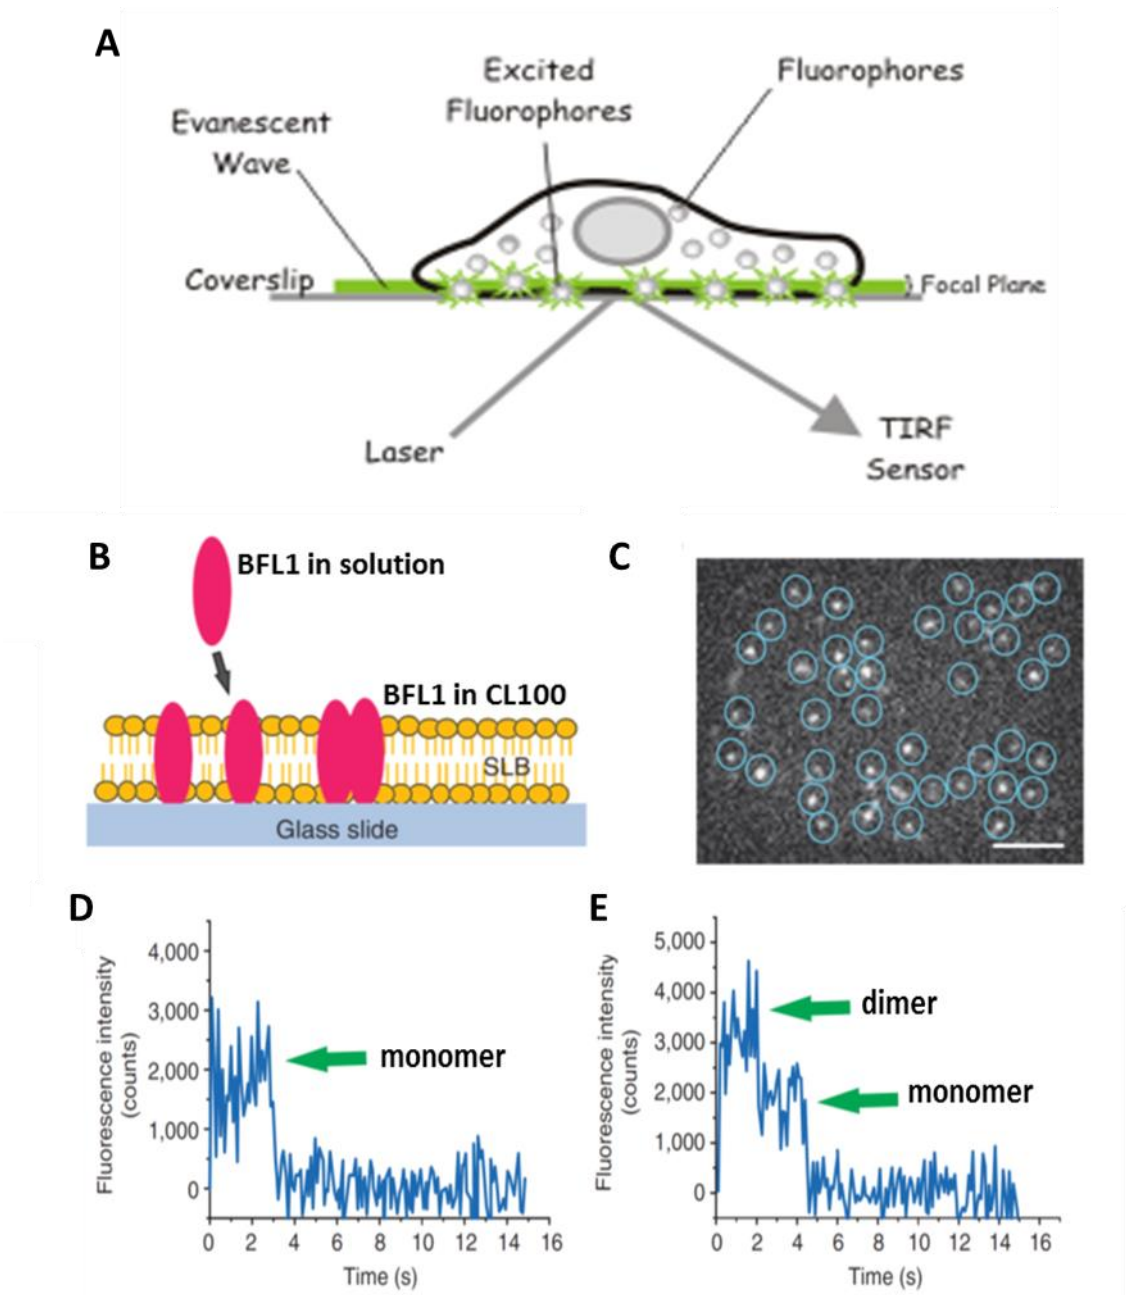 A
Excited
Fluorophores
Fluorophores
Evanescent
Wave
Coverslip
) Focal Plane
Laser
TIRF
Sensor
B
BFL1 in solution
BFL1 in CL100
SLB
Glass slide
C
D
Fluorescence intensity
(counts)
4,000
3,000
2,000
1,000
0
monomer
0 2 4 6 8 10 12 14 16
Time (s)
E
Fluorescence intensity
(counts)
5,000
4,000
3,000
2,000
1,000
0
dimer
monomer
0 2 4 6 8 10 12 14 16
Time (s)